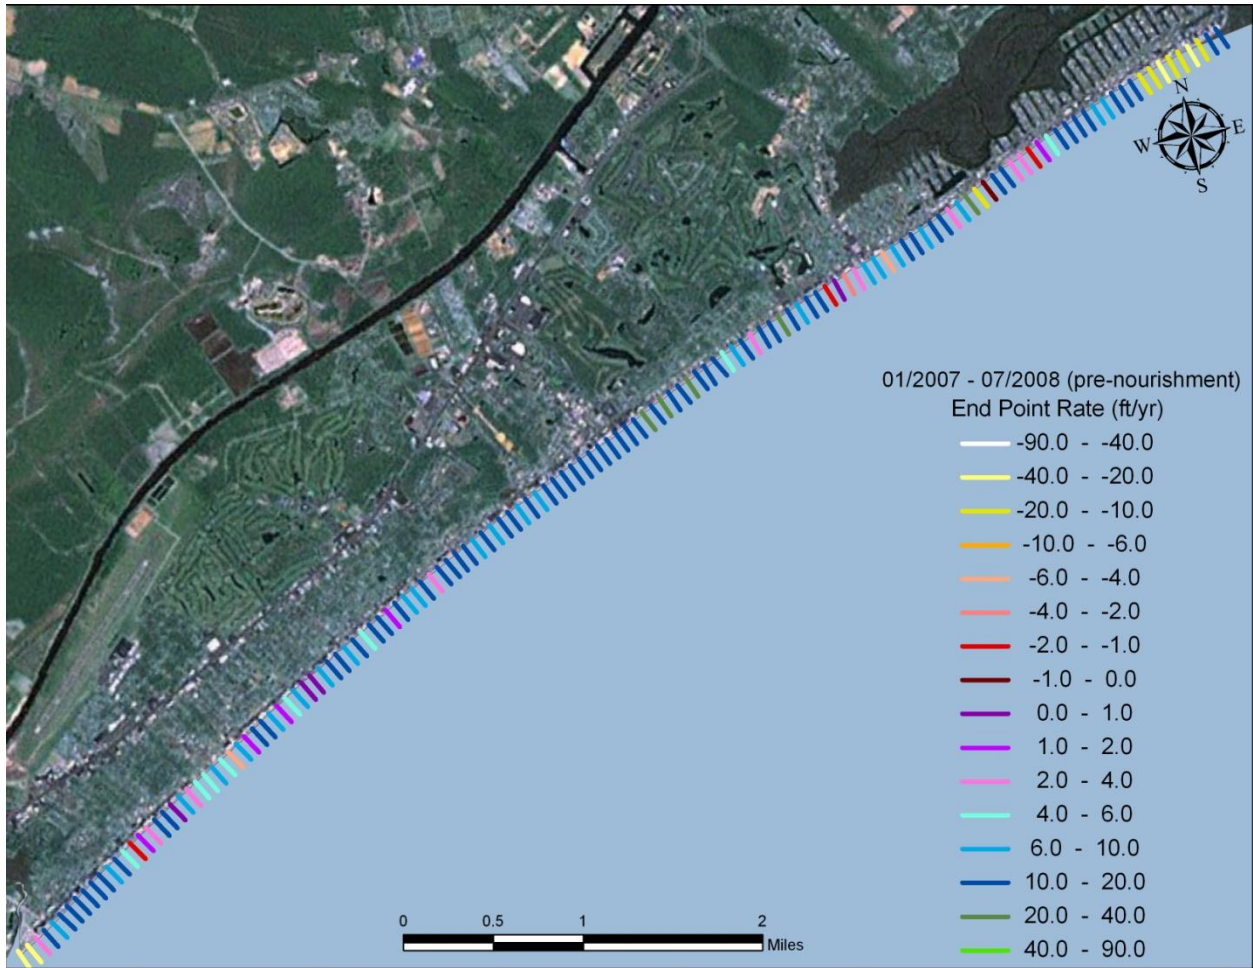 N
W E
S
01/2007 - 07/2008 (pre-nourishment)
End Point Rate (ft/yr)
-90.0 - -40.0
-40.0 - -20.0
-20.0 - -10.0
-10.0 - -6.0
-6.0 - -4.0
-4.0 - -2.0
-2.0 - -1.0
-1.0 - 0.0
0.0 - 1.0
1.0 - 2.0
2.0 - 4.0
4.0 - 6.0
6.0 - 10.0
10.0 - 20.0
20.0 - 40.0
40.0 - 90.0
0 0.5 1 2
Miles